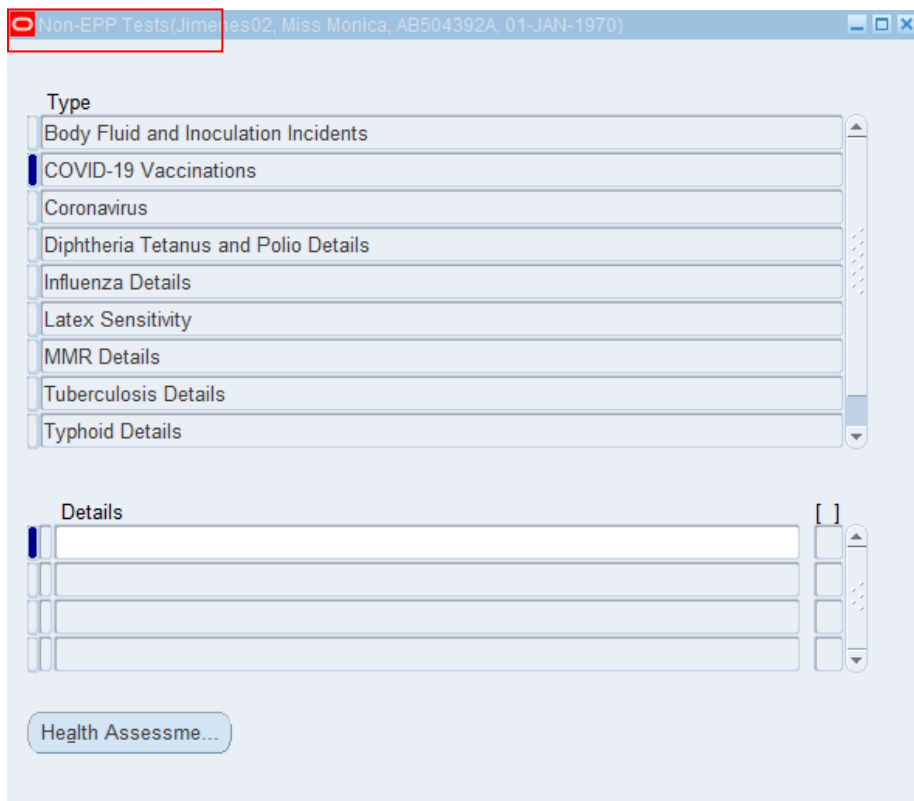 Non-EPP Tests(Jimenes02, Miss Monica, AB504392A, 01-JAN-1970)
Type
Body Fluid and Inoculation Incidents
COVID-19 Vaccinations
Coronavirus
Diphtheria Tetanus and Polio Details
Influenza Details
Latex Sensitivity
MMR Details
Tuberculosis Details
Typhoid Details
Details [ ]
Health Assessme...